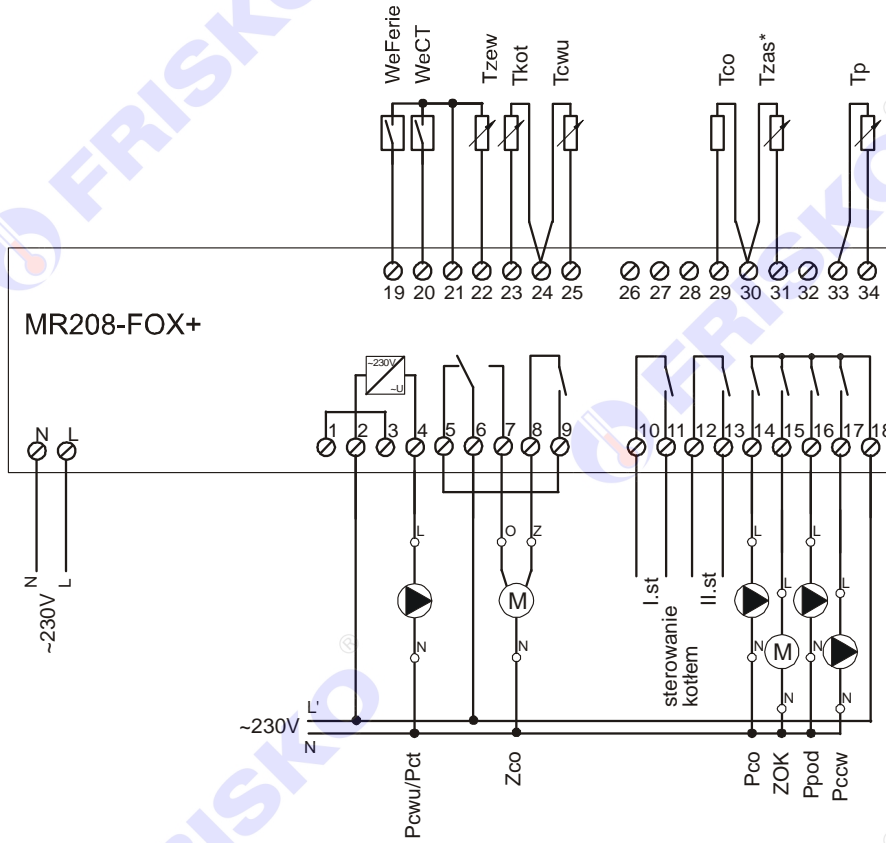 WeFerie
WeCT
Tzew
Tkot
Tcwu
Tco
Tzas*
Tp
FRISKO
FRISKO
19 20 21 22 23 24 25 26 27 28 29 30 31 32 33 34
MR208-FOX+
~230V
~U
N L
1 2 3 4 5 6 7 8 9 10 11 12 13 14 15 16 17 18
L O Z L L
M
N
L
~230V
I.st
II.st
sterowanie
kotłem
L L
M
N N N N
N N
L'
~230V
N
®
FRISKO
Pcwu/Pct
Zco
Pco
ZOK
Ppod
Pccw